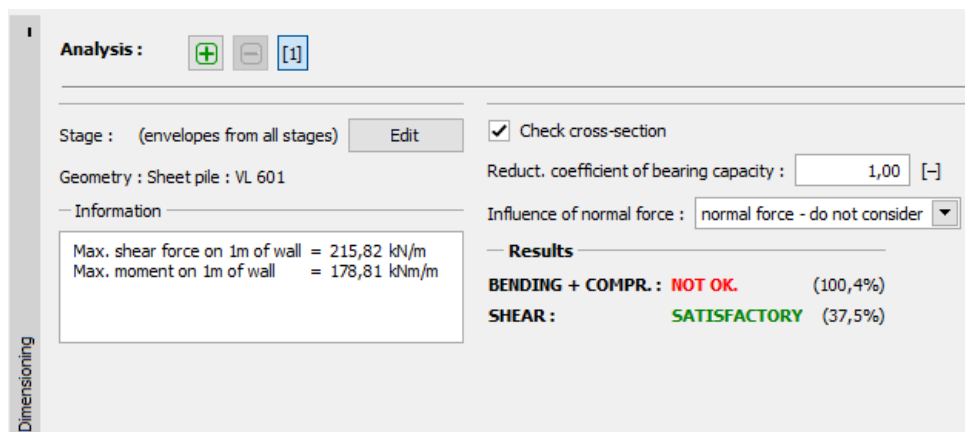 Analysis :
[1]
Stage : (envelopes from all stages) Edit
Geometry : Sheet pile : VL 601
Information
Max. shear force on 1m of wall = 215,82 kN/m
Max. moment on 1m of wall = 178,81 kNm/m
Check cross-section
Reduct. coefficient of bearing capacity : 1,00 [–]
Influence of normal force : normal force - do not consider
Results
BENDING + COMPR. : NOT OK. (100,4%)
SHEAR : SATISFACTORY (37,5%)
Dimensioning